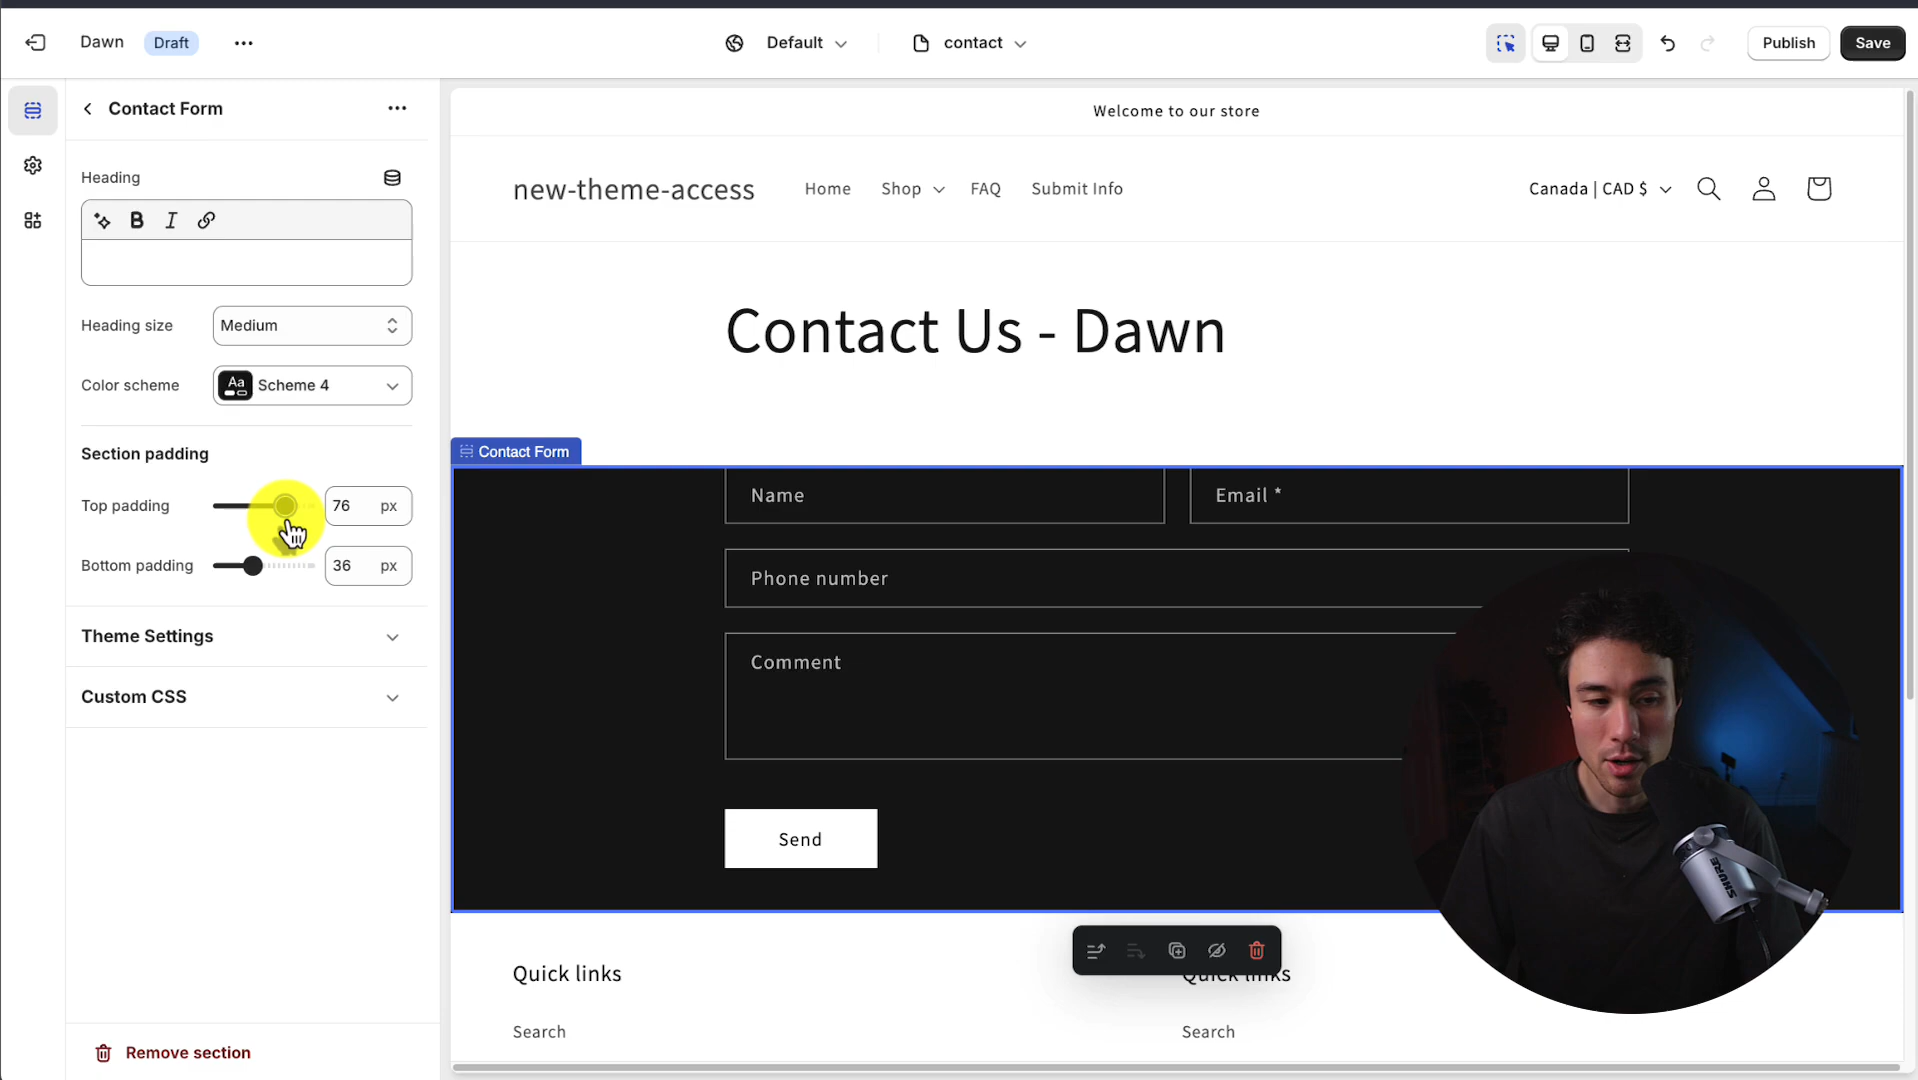 Dawn
Draft
Default
contact
Publish
Save
Contact Form
Heading
B I
Heading size
Medium
Color scheme
Aa
Scheme 4
Section padding
Top padding
76 px
Bottom padding
36 px
Theme Settings
Custom CSS
Remove section
Welcome to our store
new-theme-access
Home
Shop
FAQ
Submit Info
Canada | CAD $
Contact Us - Dawn
Contact Form
Name
Email *
Phone number
Comment
Send
Quick links
Quick links
Search
Search
SHURE